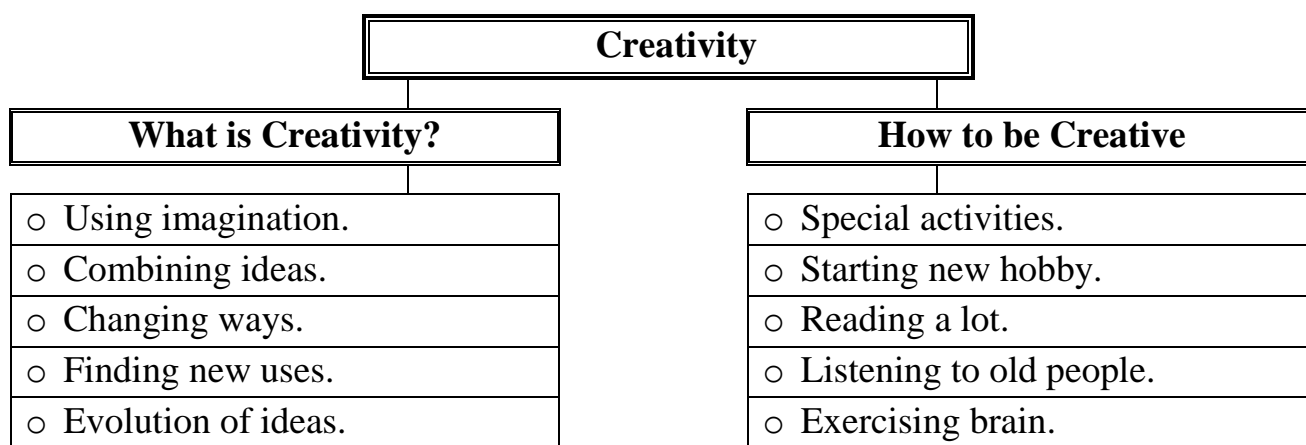 Creativity
What is Creativity?
o Using imagination.
o Combining ideas.
o Changing ways.
o Finding new uses.
o Evolution of ideas.
How to be Creative
o Special activities.
o Starting new hobby.
o Reading a lot.
o Listening to old people.
o Exercising brain.